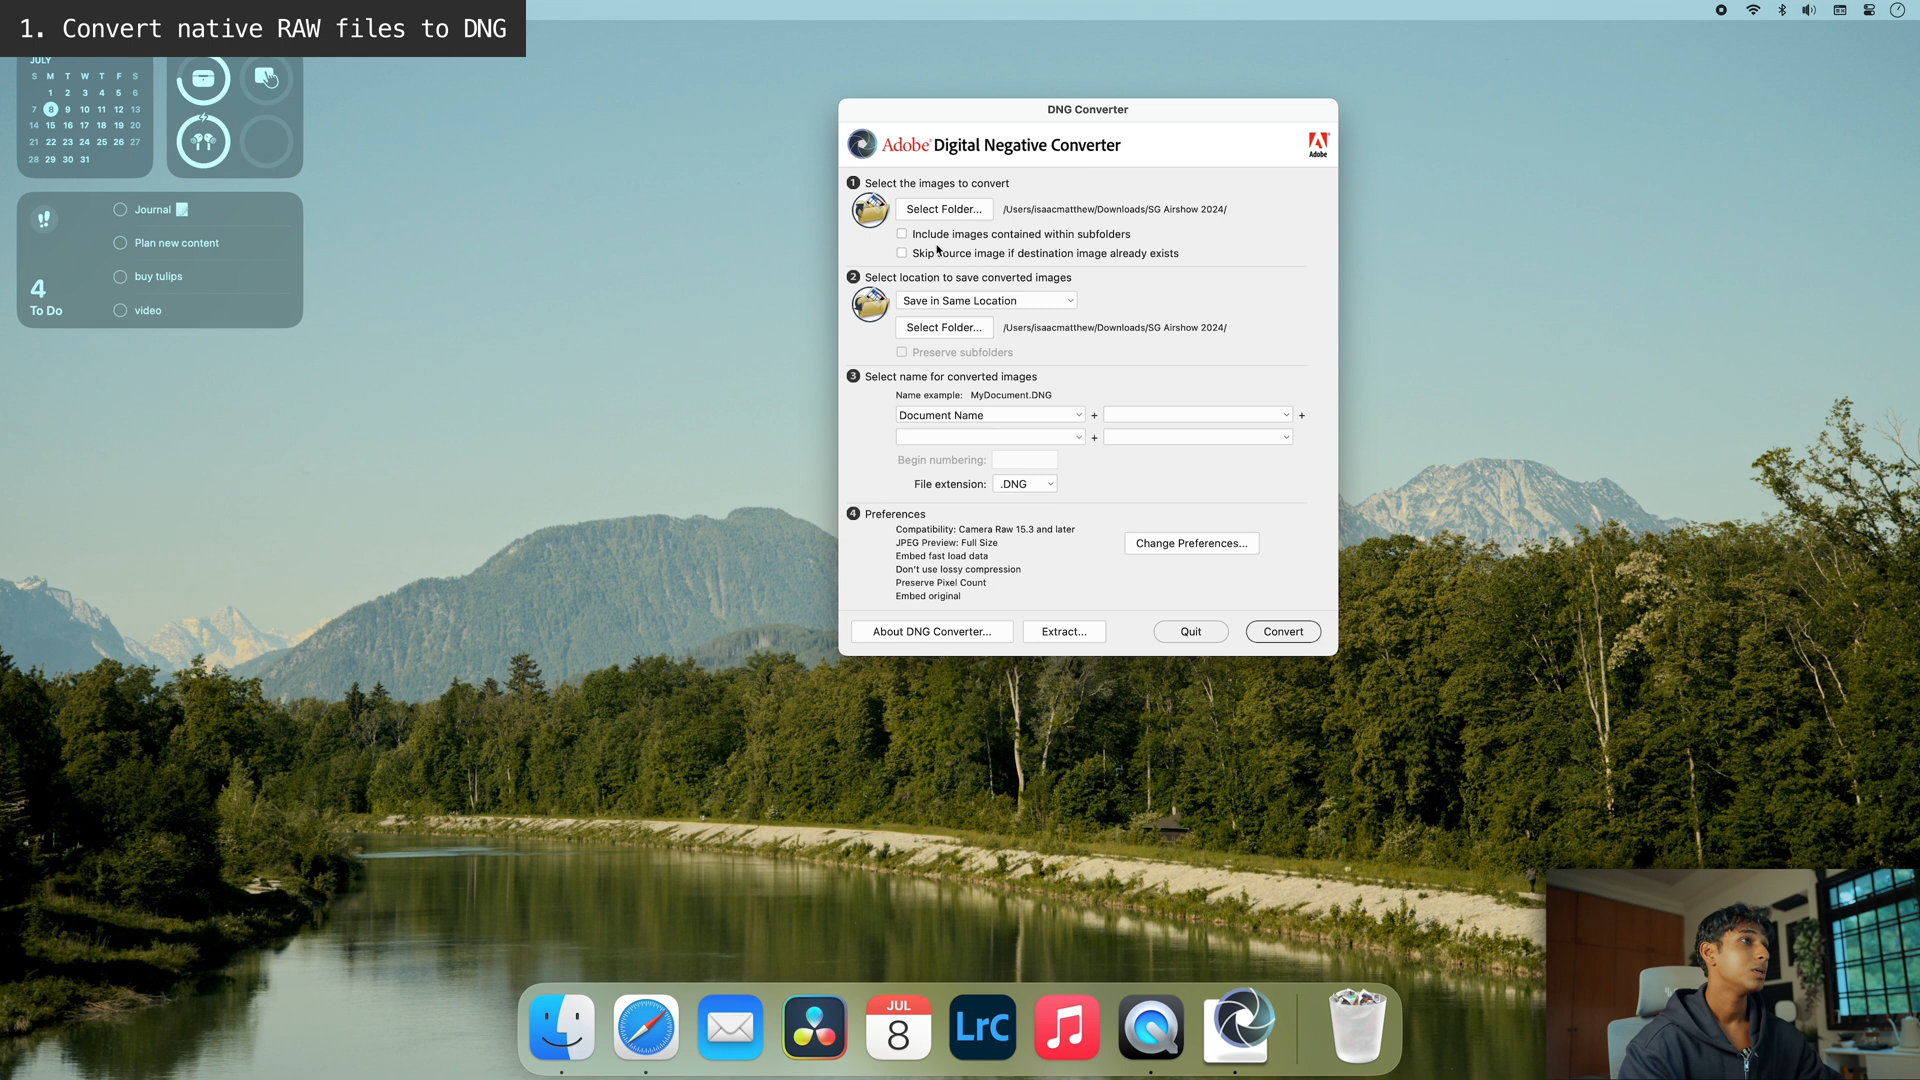 1. Convert native RAW files to DNG
JULY
S M T W T F S
1 2 3 4 5 6
7 8 9 10 11 12 13
14 15 16 17 18 19 20
21 22 23 24 25 26 27
28 29 30 31
Journal
Plan new content
buy tulips
video
4
To Do
DNG Converter
Adobe Digital Negative Converter
Adobe
1 Select the images to convert
Select Folder... /Users/isaacmatthew/Downloads/SG Airshow 2024/
Include images contained within subfolders
Skip source image if destination image already exists
2 Select location to save converted images
Save in Same Location
Select Folder... /Users/isaacmatthew/Downloads/SG Airshow 2024/
Preserve subfolders
3 Select name for converted images
Name example: MyDocument.DNG
Document Name + +
+
Begin numbering:
File extension: .DNG
4 Preferences
Compatibility: Camera Raw 15.3 and later
JPEG Preview: Full Size
Embed fast load data
Don't use lossy compression
Preserve Pixel Count
Embed original
Change Preferences...
About DNG Converter... Extract... Quit Convert
JUL
8
LrC